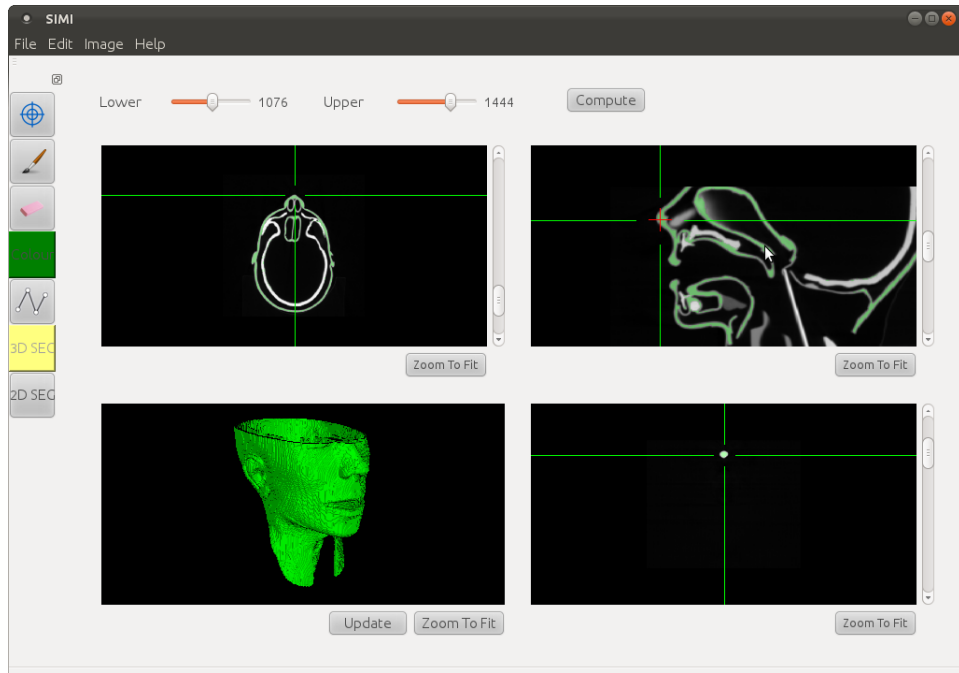 SIMI
File Edit Image Help
Lower 1076 Upper 1444 Compute
Zoom To Fit Zoom To Fit
3D SEG
2D SEG
Update Zoom To Fit Zoom To Fit